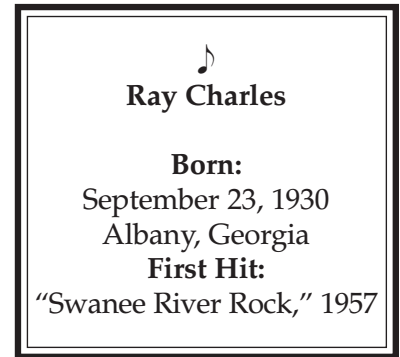 Ray Charles
Born:
September 23, 1930
Albany, Georgia
First Hit:
“Swanee River Rock,” 1957